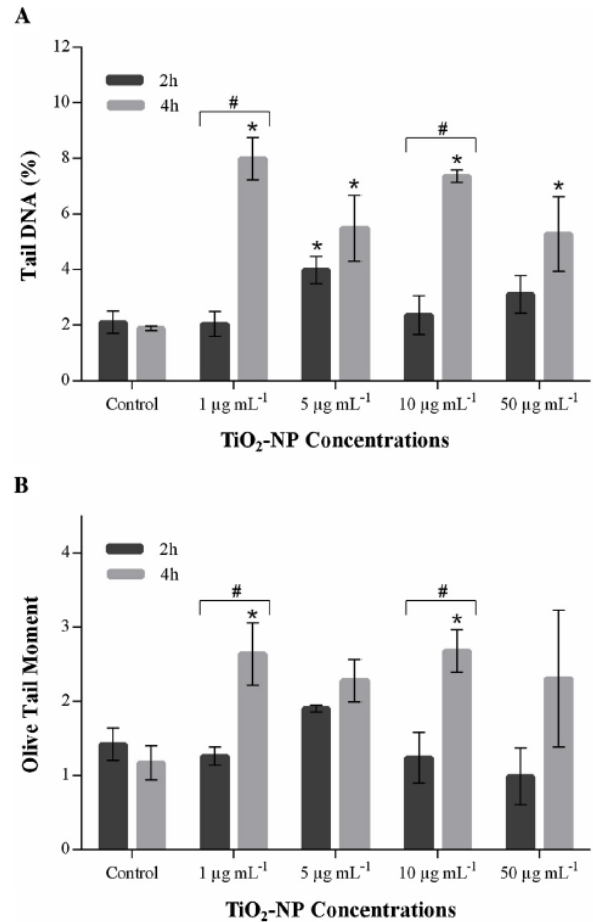 A
2h
4h
12
10
8
6
4
2
0
Tail DNA (%)
#
*
*
*
#
*
*
Control
1 µg mL⁻¹
5 µg mL⁻¹
10 µg mL⁻¹
50 µg mL⁻¹
TiO₂-NP Concentrations
B
2h
4h
4
3
2
1
0
Olive Tail Moment
#
*
#
*
Control
1 µg mL⁻¹
5 µg mL⁻¹
10 µg mL⁻¹
50 µg mL⁻¹
TiO₂-NP Concentrations